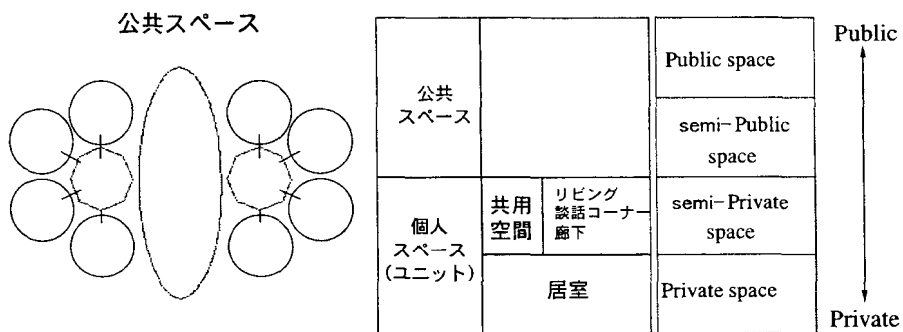 公共スペース
公共
スペース
個人
スペース
(ユニット)
共用
空間
リビング
談話コーナー
廊下
居室
Public space
semi-Public
space
semi-Private
space
Private space
Public
Private